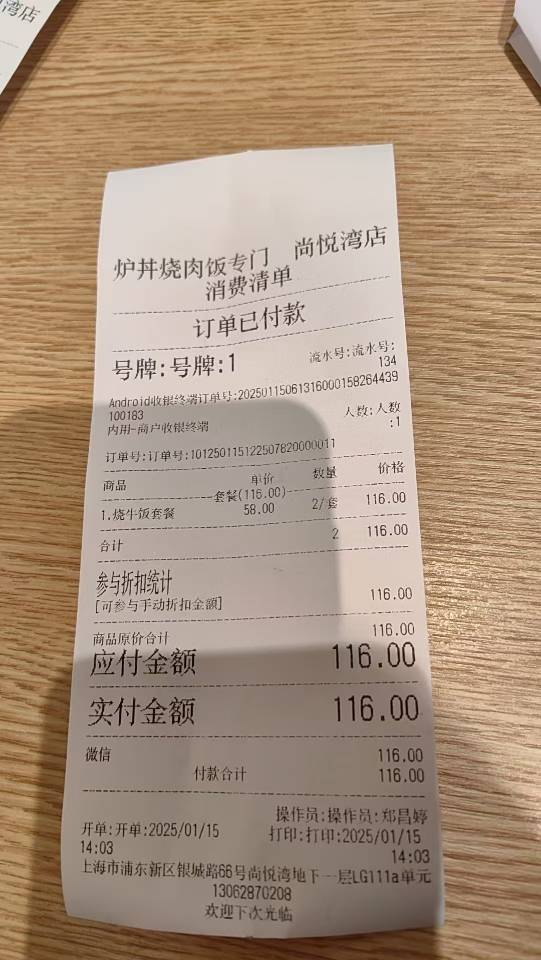 湾店
炉丼烧肉饭专门 尚悦湾店
消费清单
订单已付款
号牌:号牌:1
流水号:流水号:
134
Android收银终端订单号:20250115061316000158264439
100183
内用-商户收银终端
人数:人数
:1
订单号:订单号:101250115122507820000011
商品 单价 数量 价格
套餐(116.00)
1.烧牛饭套餐 58.00 2/套 116.00
合计 2 116.00
参与折扣统计
[可参与手动折扣金额] 116.00
商品原价合计 116.00
应付金额 116.00
实付金额 116.00
微信 116.00
付款合计 116.00
操作员:操作员:郑昌婷
开单:开单:2025/01/15 打印:打印:2025/01/15
14:03 14:03
上海市浦东新区银城路66号尚悦湾地下一层LG111a单元
13062870208
欢迎下次光临